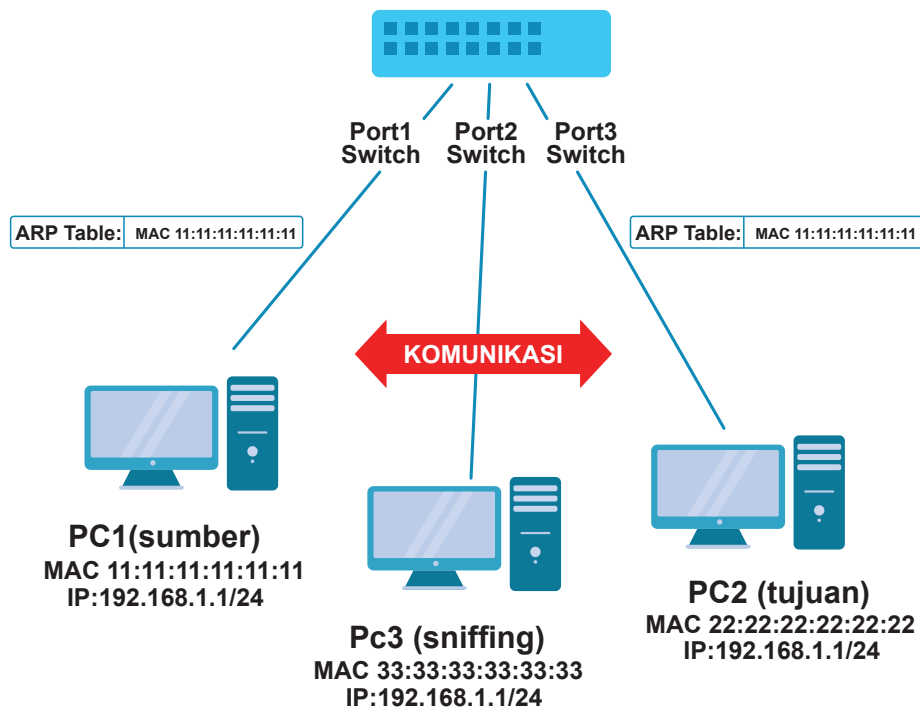 Port1
Switch
Port2
Switch
Port3
Switch
ARP Table: MAC 11:11:11:11:11:11
ARP Table: MAC 11:11:11:11:11:11
KOMUNIKASI
PC1(sumber)
MAC 11:11:11:11:11:11
IP:192.168.1.1/24
Pc3 (sniffing)
MAC 33:33:33:33:33:33
IP:192.168.1.1/24
PC2 (tujuan)
MAC 22:22:22:22:22:22
IP:192.168.1.1/24